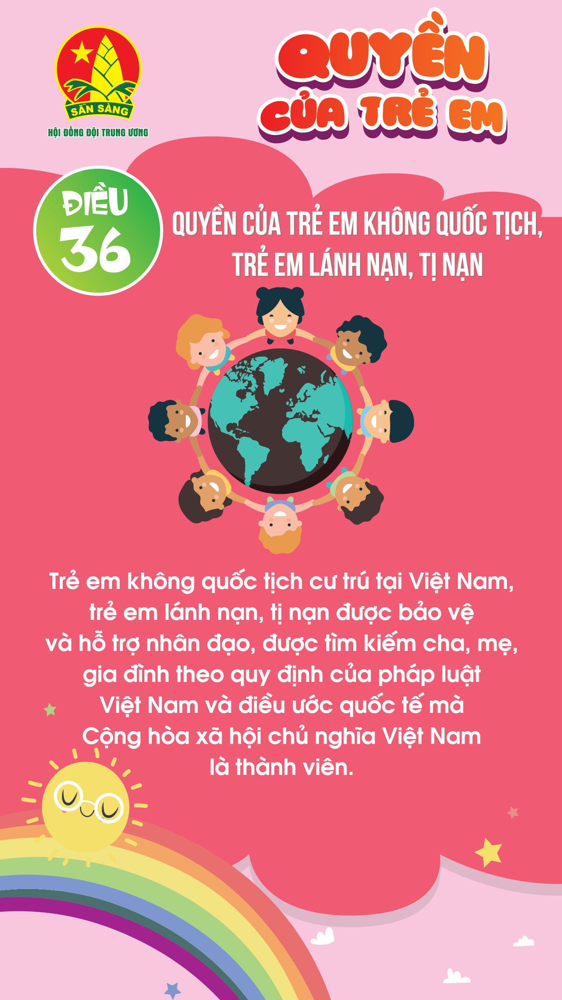 SẴN SÀNG
HỘI ĐỒNG ĐỘI TRUNG ƯƠNG
QUYỀN
CỦA TRẺ EM
ĐIỀU
36
QUYỀN CỦA TRẺ EM KHÔNG QUỐC TỊCH,
TRẺ EM LÁNH NẠN, TỊ NẠN
Trẻ em không quốc tịch cư trú tại Việt Nam,
trẻ em lánh nạn, tị nạn được bảo vệ
và hỗ trợ nhân đạo, được tìm kiếm cha, mẹ,
gia đình theo quy định của pháp luật
Việt Nam và điều ước quốc tế mà
Cộng hòa xã hội chủ nghĩa Việt Nam
là thành viên.